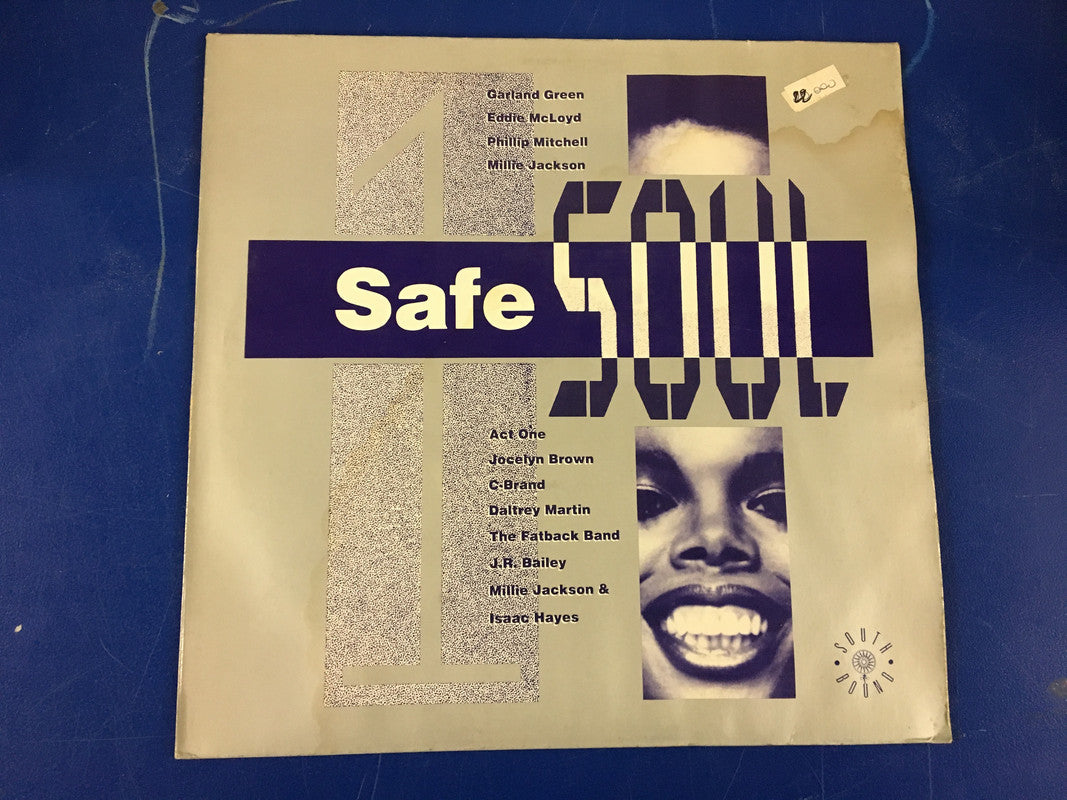 Garland Green
Eddie McLoyd
Phillip Mitchell
Millie Jackson
Safe SOUL
1
Act One
Jocelyn Brown
C-Brand
Daltrey Martin
The Fatback Band
J.R. Bailey
Millie Jackson &
Isaac Hayes
SOUTH
BOUND